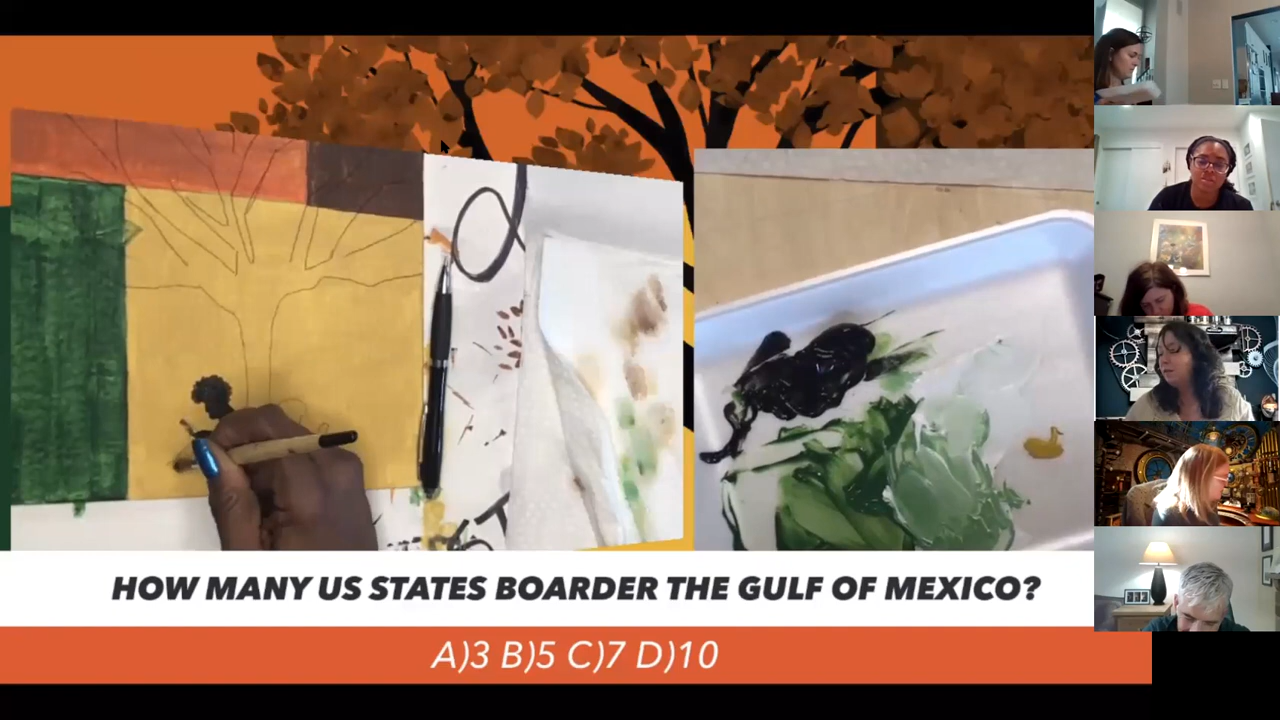 HOW MANY US STATES BOARDER THE GULF OF MEXICO?
A)3 B)5 C)7 D)10